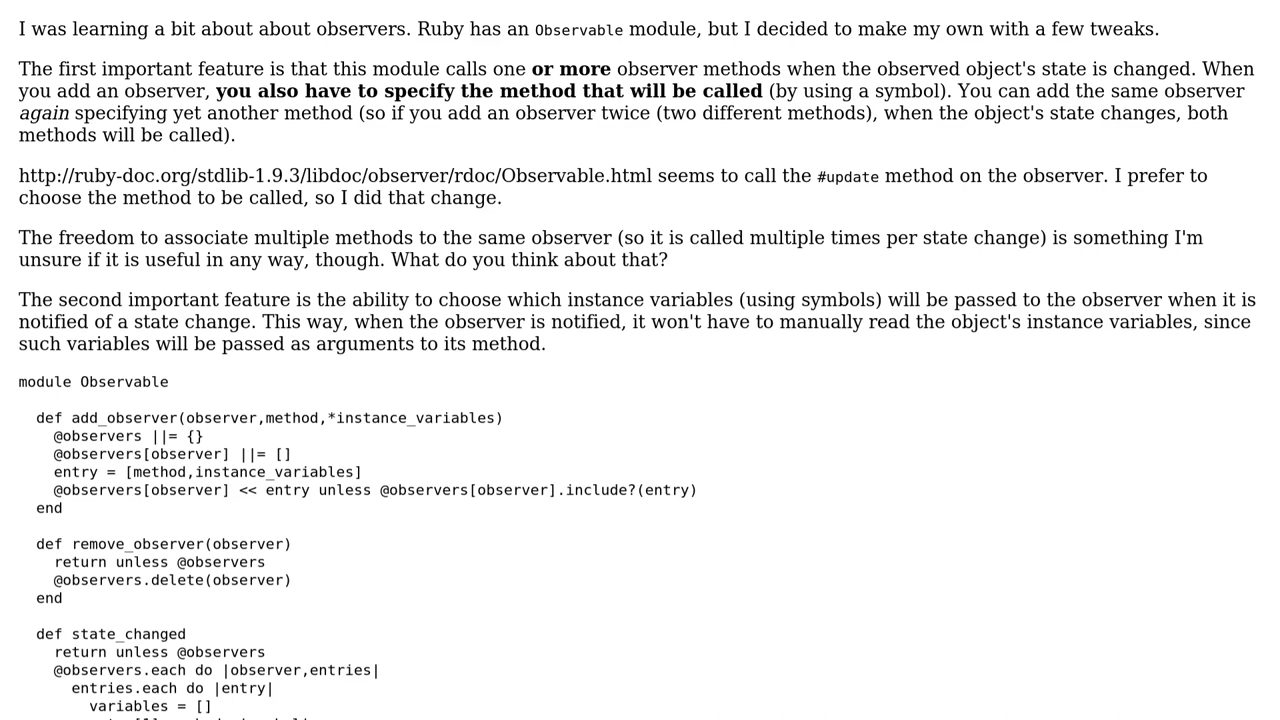 I was learning a bit about about observers. Ruby has an Observable module, but I decided to make my own with a few tweaks.
The first important feature is that this module calls one or more observer methods when the observed object's state is changed. When
you add an observer, you also have to specify the method that will be called (by using a symbol). You can add the same observer
again specifying yet another method (so if you add an observer twice (two different methods), when the object's state changes, both
methods will be called).
http://ruby-doc.org/stdlib-1.9.3/libdoc/observer/rdoc/Observable.html seems to call the #update method on the observer. I prefer to
choose the method to be called, so I did that change.
The freedom to associate multiple methods to the same observer (so it is called multiple times per state change) is something I'm
unsure if it is useful in any way, though. What do you think about that?
The second important feature is the ability to choose which instance variables (using symbols) will be passed to the observer when it is
notified of a state change. This way, when the observer is notified, it won't have to manually read the object's instance variables, since
such variables will be passed as arguments to its method.
module Observable
  def add_observer(observer,method,*instance_variables)
    @observers ||= {}
    @observers[observer] ||= []
    entry = [method,instance_variables]
    @observers[observer] << entry unless @observers[observer].include?(entry)
  end
  def remove_observer(observer)
    return unless @observers
    @observers.delete(observer)
  end
  def state_changed
    return unless @observers
    @observers.each do |observer,entries|
      entries.each do |entry|
        variables = []